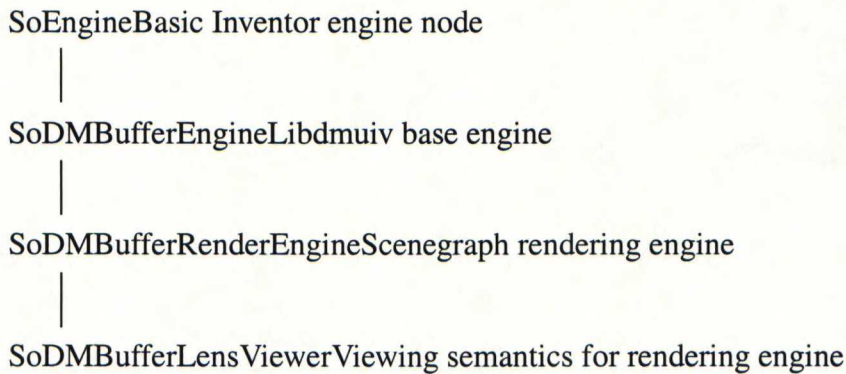 SoEngineBasic Inventor engine node
SoDMBufferEngineLibdmuiv base engine
SoDMBufferRenderEngineScenegraph rendering engine
SoDMBufferLensViewerViewing semantics for rendering engine